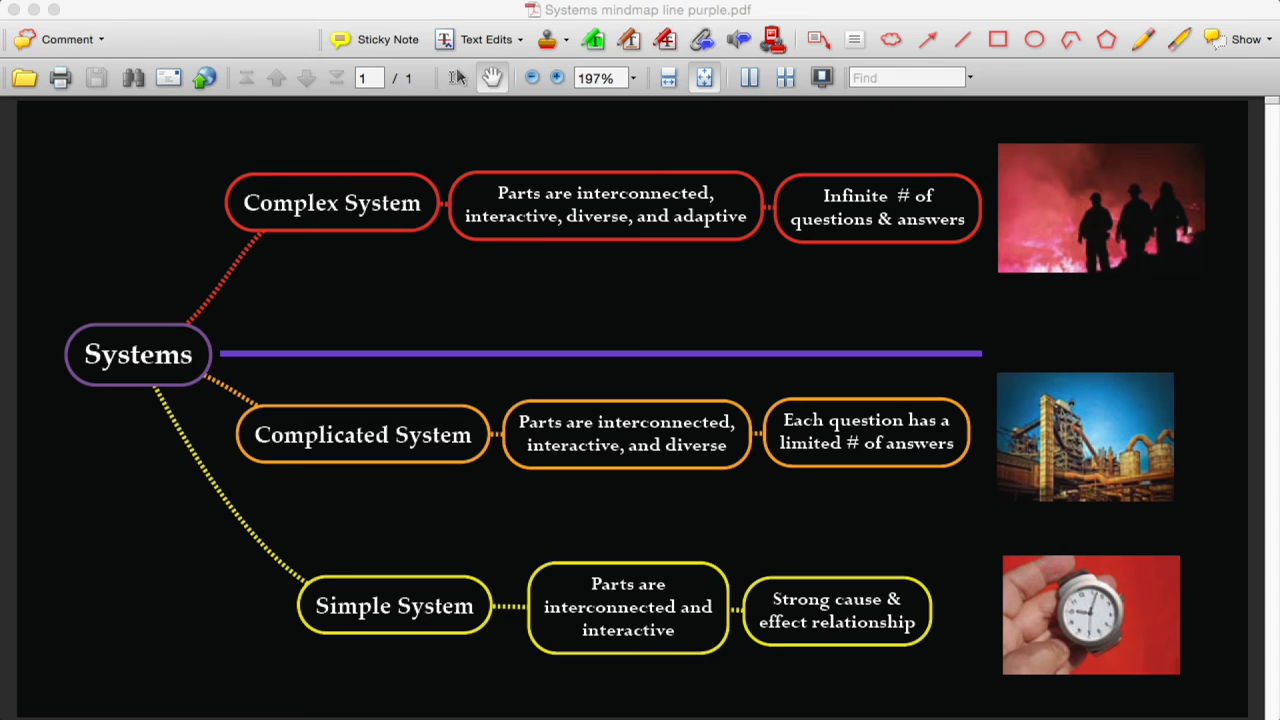 Systems mindmap line purple.pdf
Comment
Sticky Note
Text Edits
Show
1 / 1
197%
Find
Complex System
Parts are interconnected,
interactive, diverse, and adaptive
Infinite # of
questions & answers
Systems
Complicated System
Parts are interconnected,
interactive, and diverse
Each question has a
limited # of answers
Simple System
Parts are
interconnected and
interactive
Strong cause &
effect relationship